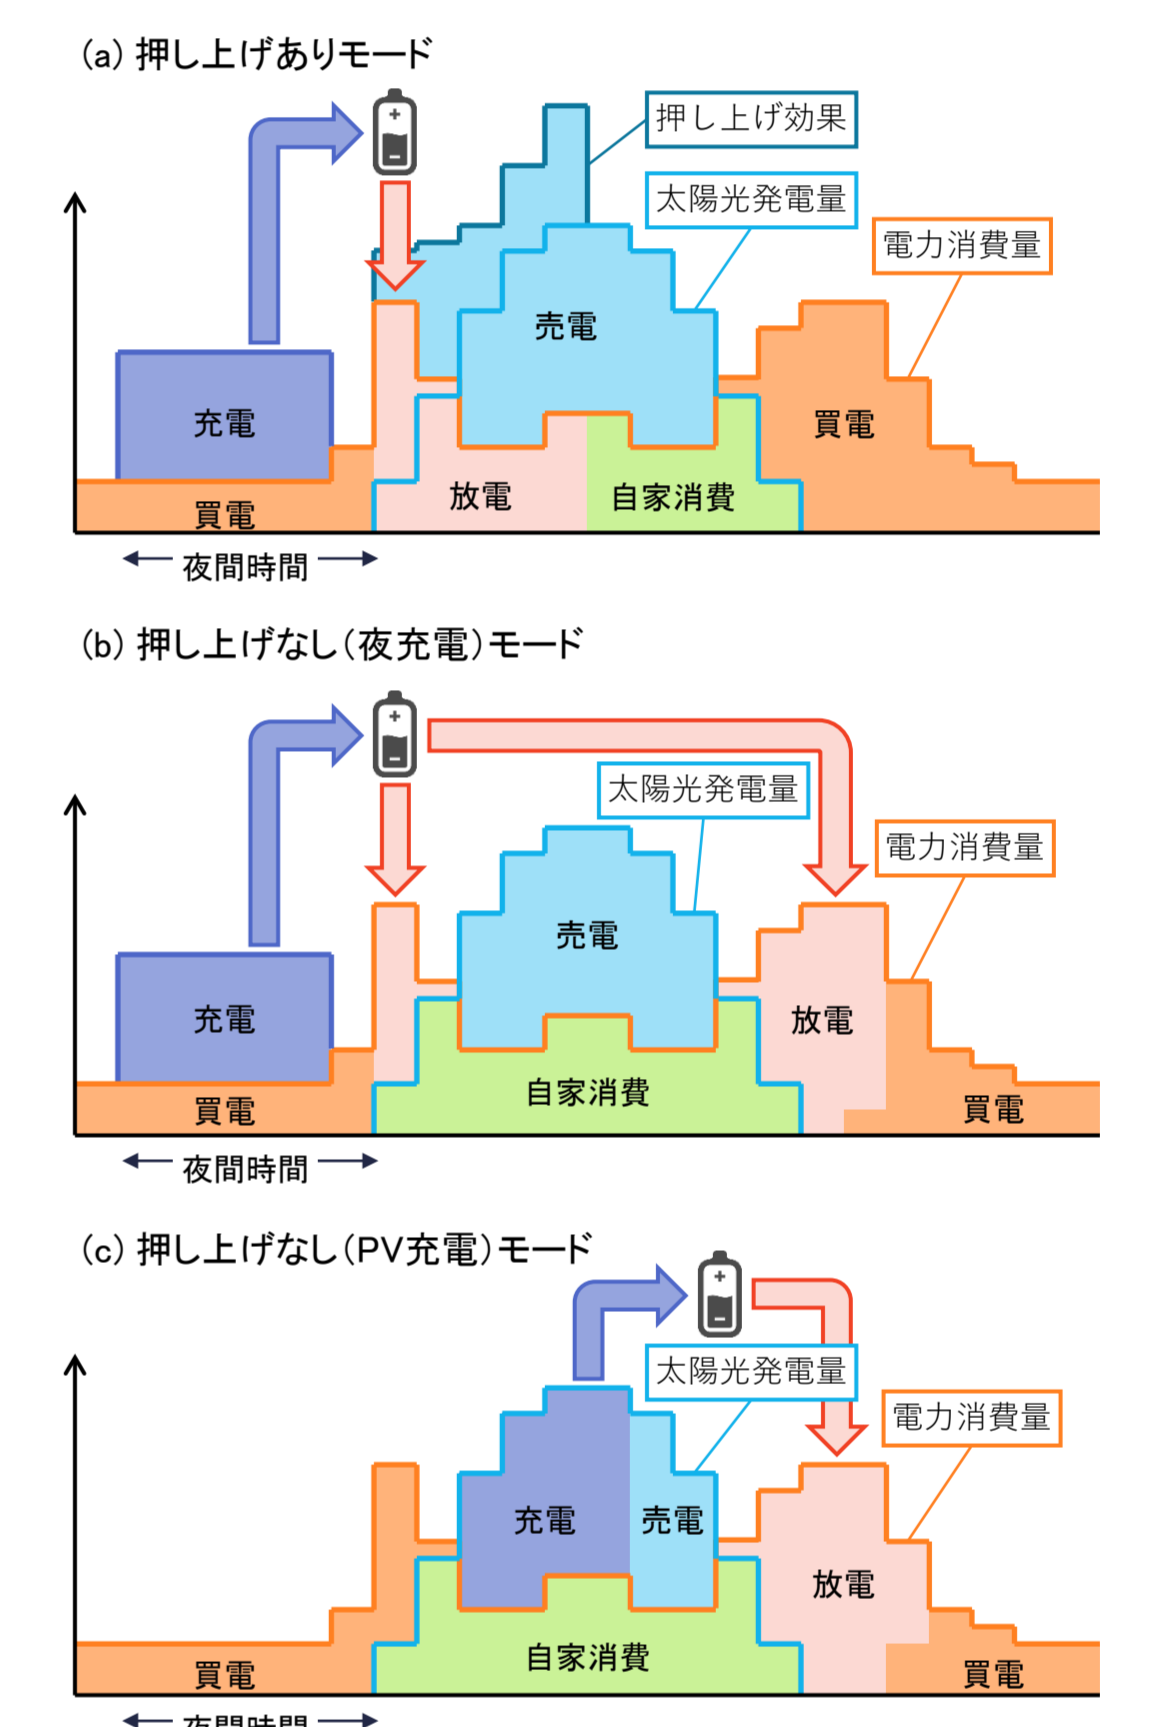 (a) 押し上げありモード
押し上げ効果
太陽光発電量
電力消費量
売電
充電
買電
放電
自家消費
買電
夜間時間
(b) 押し上げなし(夜充電)モード
太陽光発電量
電力消費量
売電
充電
放電
自家消費
買電
買電
夜間時間
(c) 押し上げなし(PV充電)モード
太陽光発電量
電力消費量
充電
売電
放電
自家消費
買電
買電
夜間時間